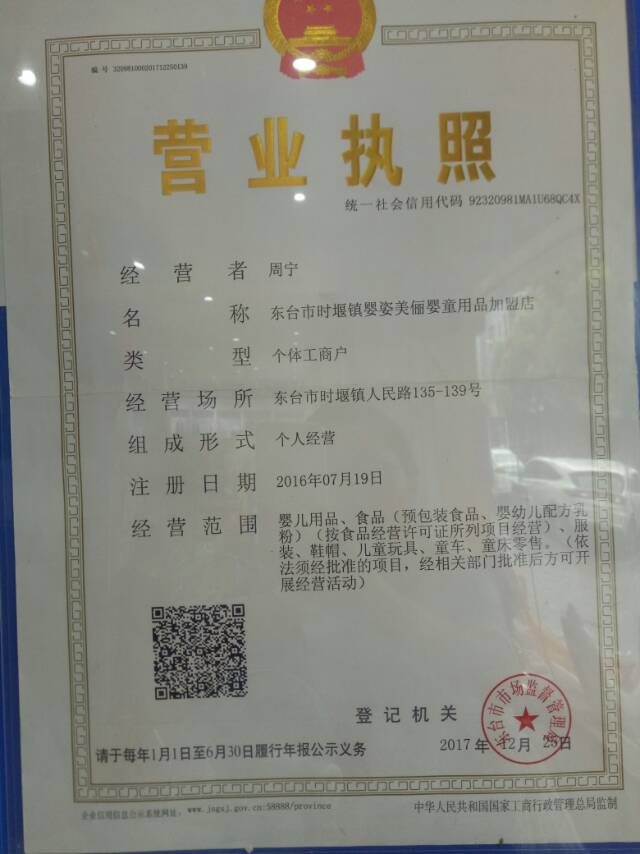 编 号 320981000201712250139
营业执照
统一社会信用代码 92320981MA1U68QC4X
经营者 周宁
名称 东台市时堰镇婴姿美俪婴童用品加盟店
类型 个体工商户
经营场所 东台市时堰镇人民路135-139号
组成形式 个人经营
注册日期 2016年07月19日
经营范围 婴儿用品、食品（预包装食品、婴幼儿配方乳
粉）（按食品经营许可证所列项目经营）、服
装、鞋帽、儿童玩具、童车、童床零售。（依
法须经批准的项目，经相关部门批准后方可开
展经营活动）
登记机关
东台市市场监督管理局
2017 年 12 月 25日
请于每年1月1日至6月30日履行年报公示义务
企业信用信息公示系统网址： www.jsgsj.gov.cn:58888/province
中华人民共和国国家工商行政管理总局监制